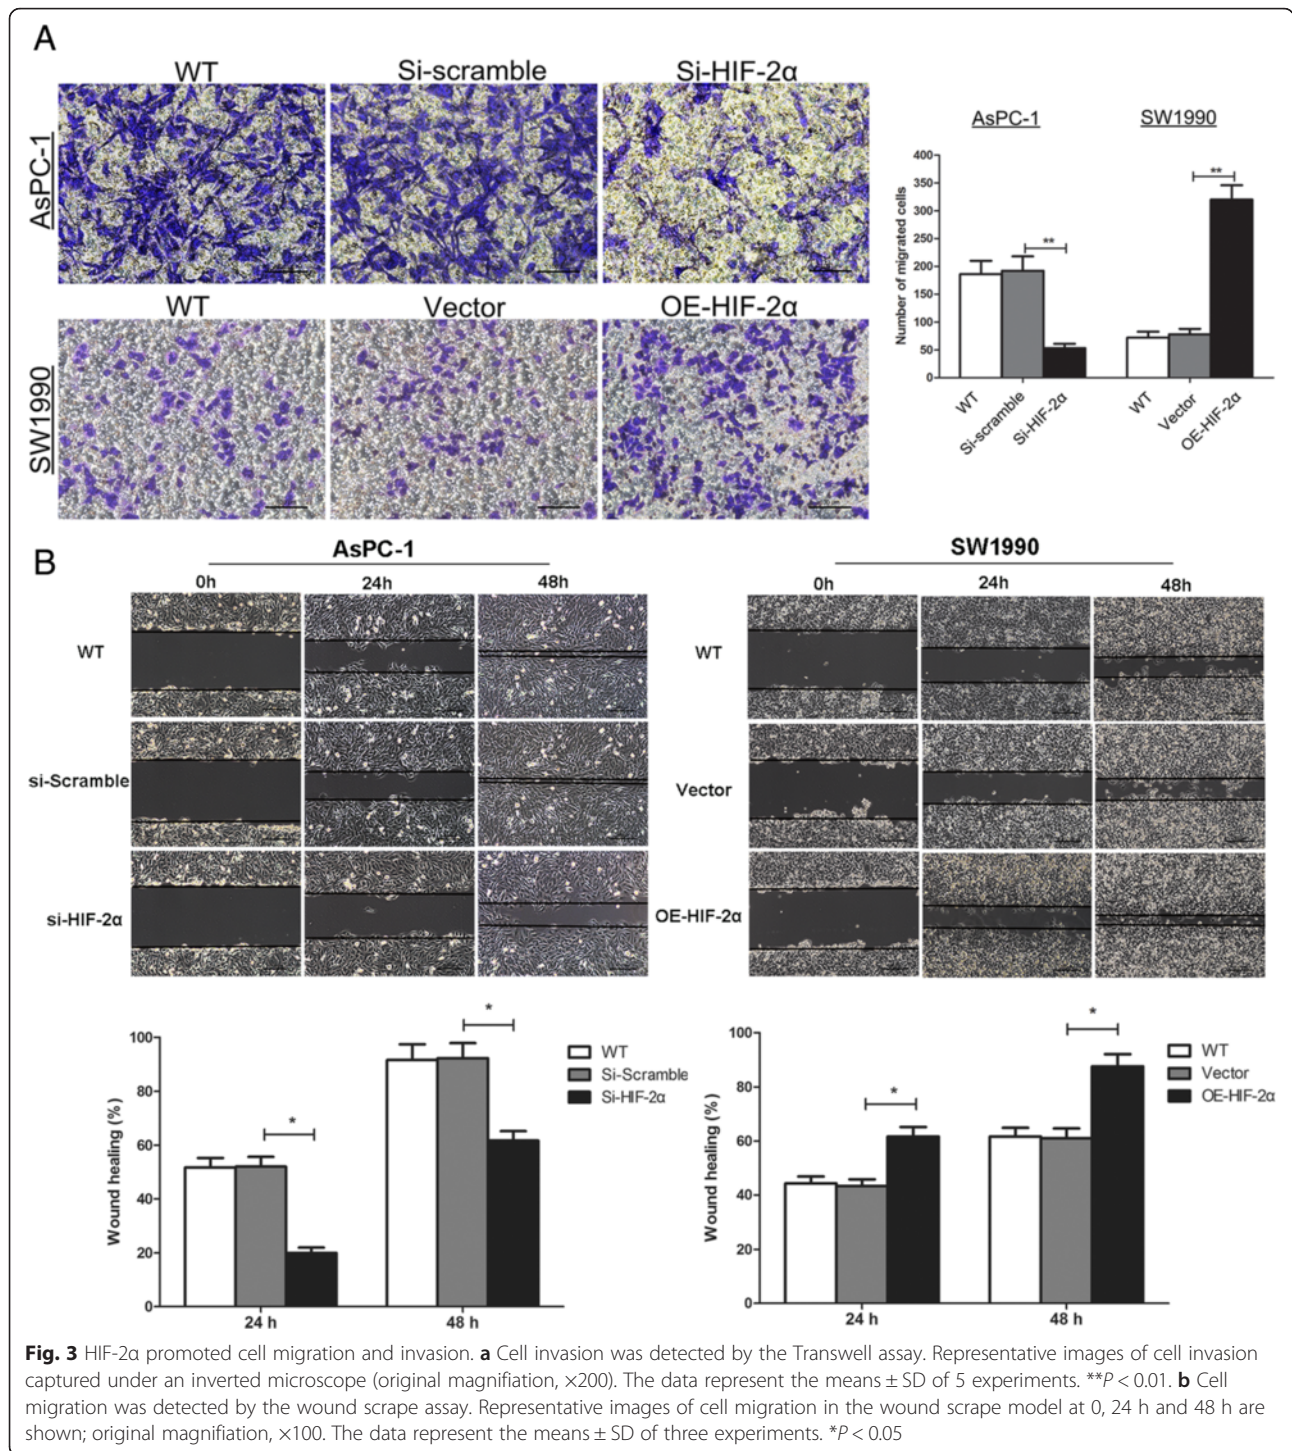 A
WT
Si-scramble
Si-HIF-2α
AsPC-1
WT
Vector
OE-HIF-2α
SW1990
AsPC-1
SW1990
Number of migrated cells
400
350
300
250
200
150
100
50
0
**
**
WT
Si-scramble
Si-HIF-2α
WT
Vector
OE-HIF-2α
B
AsPC-1
0h
24h
48h
WT
si-Scramble
si-HIF-2α
SW1990
0h
24h
48h
WT
Vector
OE-HIF-2α
Wound healing (%)
100
80
60
40
20
0
*
*
24 h
48 h
WT
Si-Scramble
Si-HIF-2α
Wound healing (%)
100
80
60
40
20
0
*
*
24 h
48 h
WT
Vector
OE-HIF-2α
Fig. 3 HIF-2α promoted cell migration and invasion. a Cell invasion was detected by the Transwell assay. Representative images of cell invasion
captured under an inverted microscope (original magnifiation, ×200). The data represent the means ± SD of 5 experiments. **P < 0.01. b Cell
migration was detected by the wound scrape assay. Representative images of cell migration in the wound scrape model at 0, 24 h and 48 h are
shown; original magnifiation, ×100. The data represent the means ± SD of three experiments. *P < 0.05